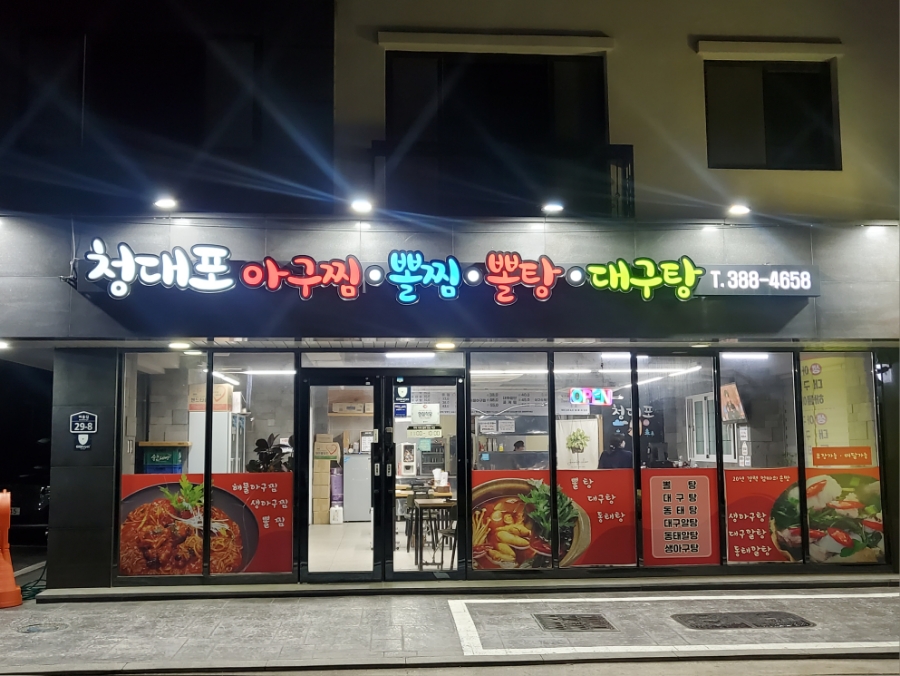 청대포 아구찜·뽈찜·뽈탕·대구탕 T.388-4658
29-8
OPEN
청대포
해물아구찜
생아구찜
뽈찜
뽈탕
대구탕
동태탕
뽈탕
대구탕
동태탕
대구알탕
동태알탕
생아구탕
생아구탕
대구알탕
동태알탕